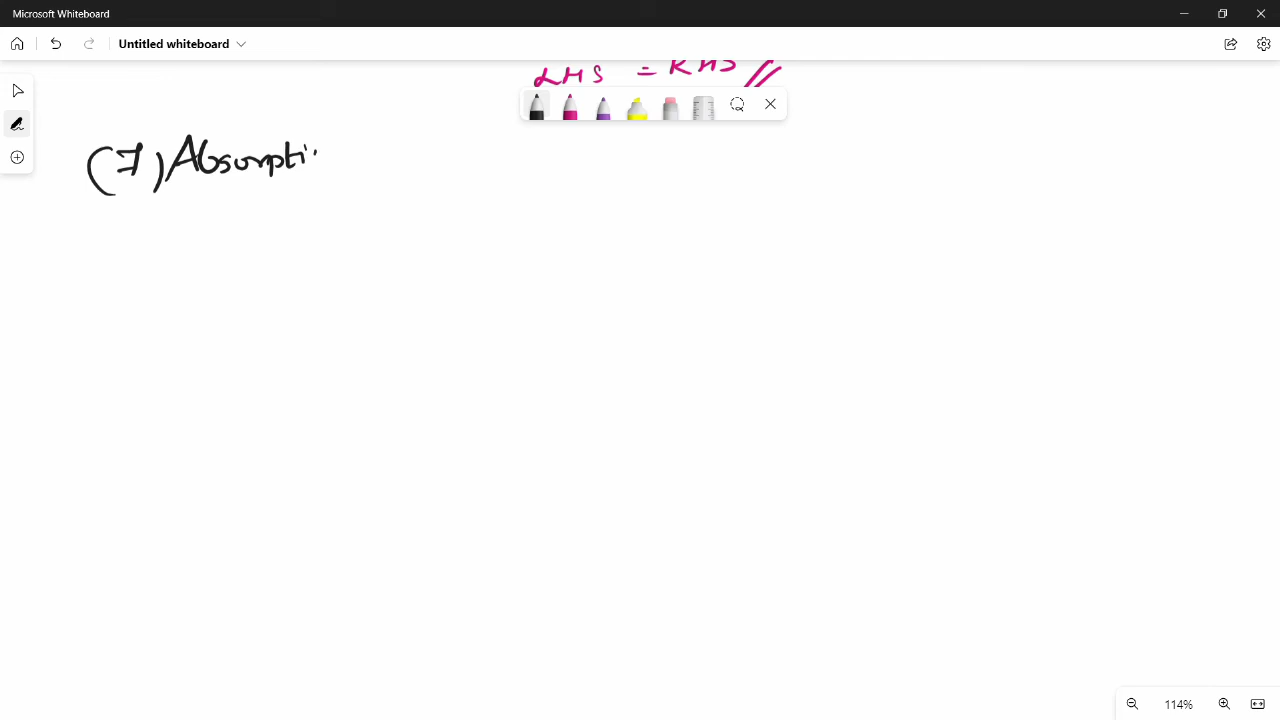 Microsoft Whiteboard
Untitled whiteboard
LHS = RHS //
(7) Absorpti
114%